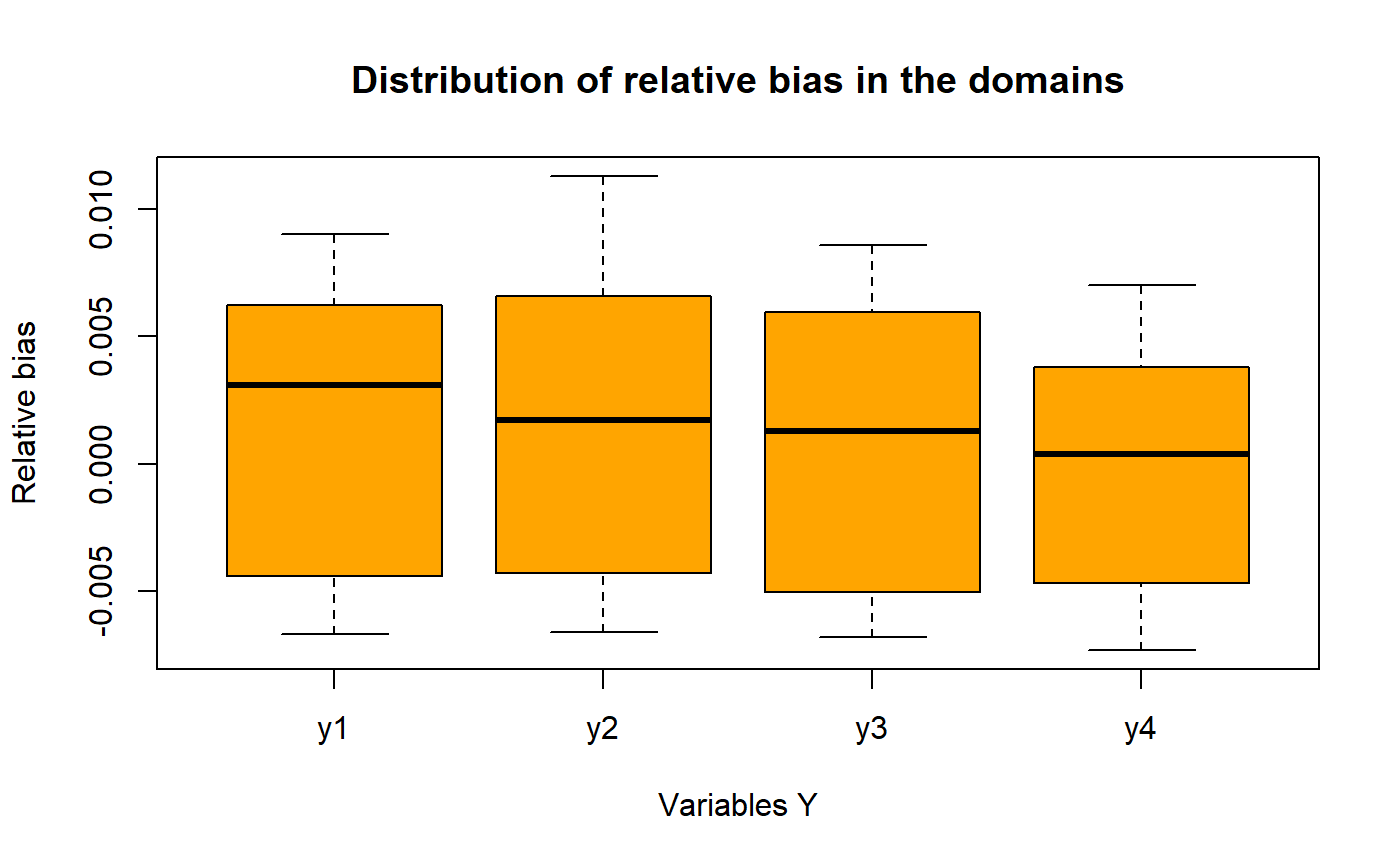 Distribution of relative bias in the domains
Relative bias
0.010
0.005
0.000
-0.005
y1 y2 y3 y4
Variables Y